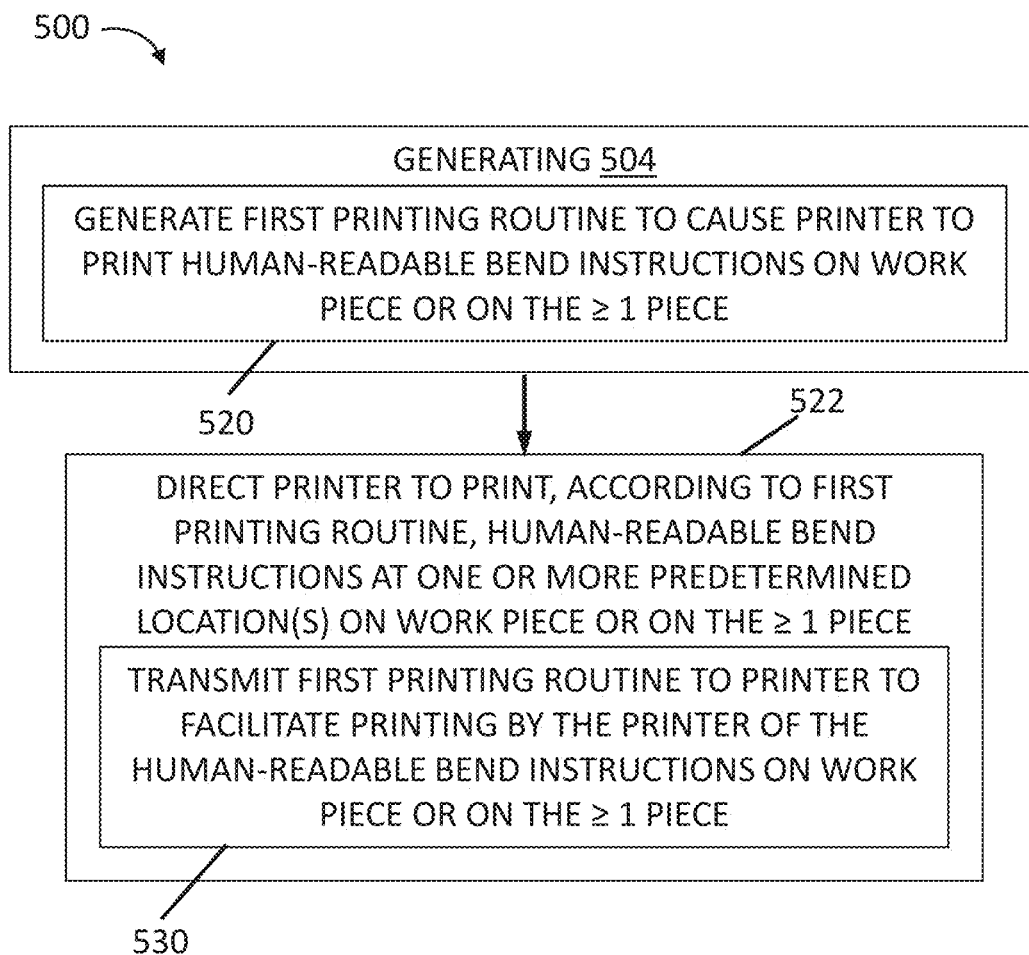 500
GENERATING 504
GENERATE FIRST PRINTING ROUTINE TO CAUSE PRINTER TO
PRINT HUMAN-READABLE BEND INSTRUCTIONS ON WORK
PIECE OR ON THE ≥ 1 PIECE
520
522
DIRECT PRINTER TO PRINT, ACCORDING TO FIRST
PRINTING ROUTINE, HUMAN-READABLE BEND
INSTRUCTIONS AT ONE OR MORE PREDETERMINED
LOCATION(S) ON WORK PIECE OR ON THE ≥ 1 PIECE
TRANSMIT FIRST PRINTING ROUTINE TO PRINTER TO
FACILITATE PRINTING BY THE PRINTER OF THE
HUMAN-READABLE BEND INSTRUCTIONS ON WORK
PIECE OR ON THE ≥ 1 PIECE
530